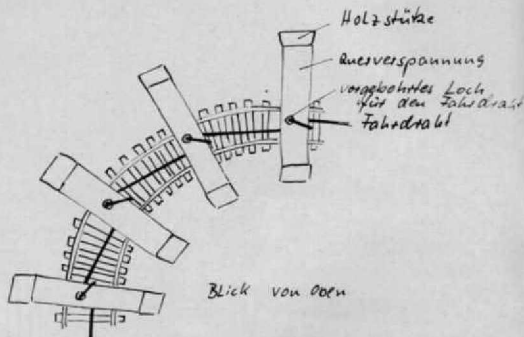 Holzstütze
Querverspannung
vorgebohrtes Loch
für den Fahrdraht
Fahrdraht
Blick von Oben